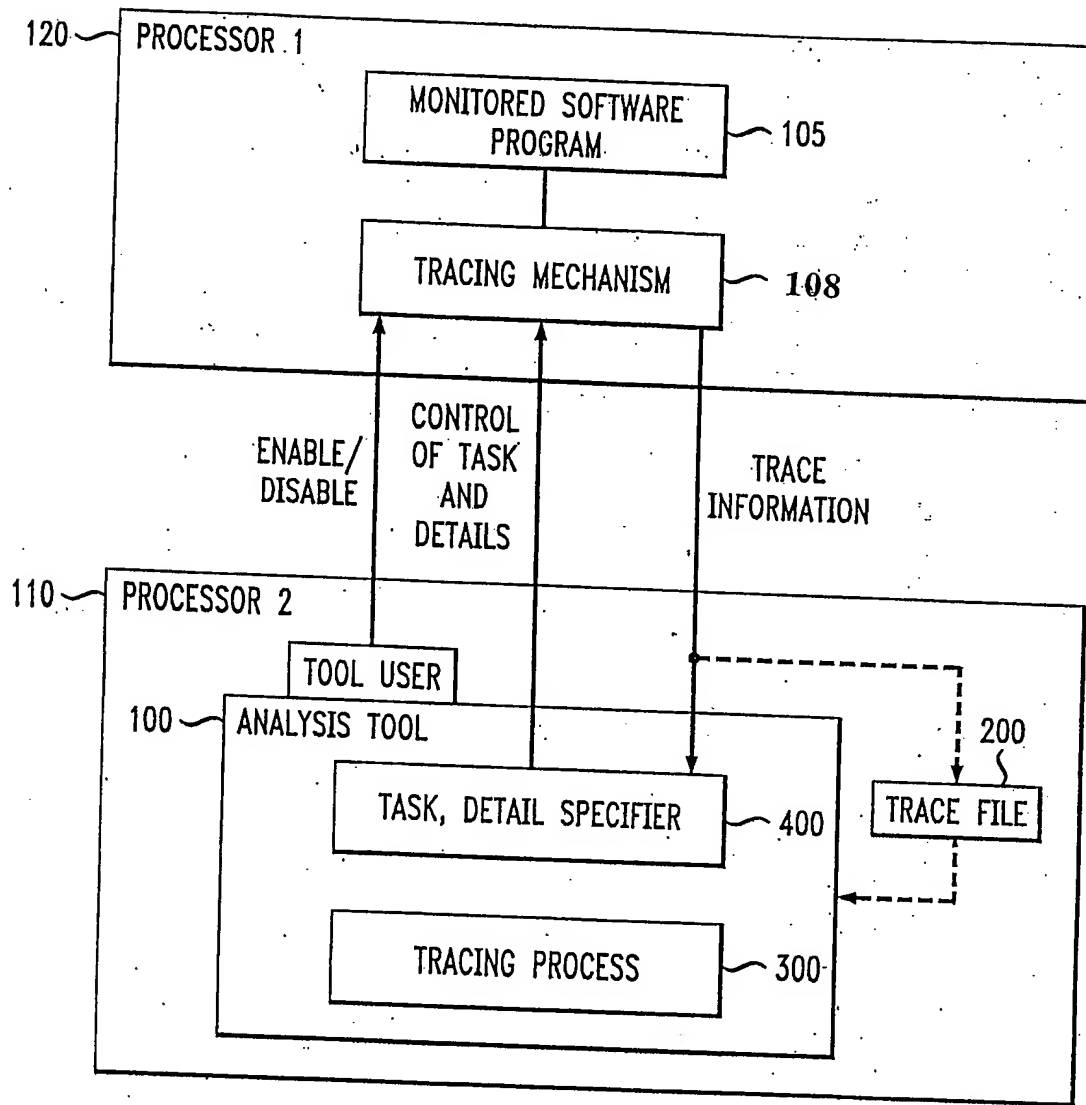 120
PROCESSOR 1
MONITORED SOFTWARE
PROGRAM
105
TRACING MECHANISM
108
ENABLE/
DISABLE
CONTROL
OF TASK
AND
DETAILS
TRACE
INFORMATION
110
PROCESSOR 2
TOOL USER
100
ANALYSIS TOOL
200
TASK, DETAIL SPECIFIER
400
TRACE FILE
TRACING PROCESS
300